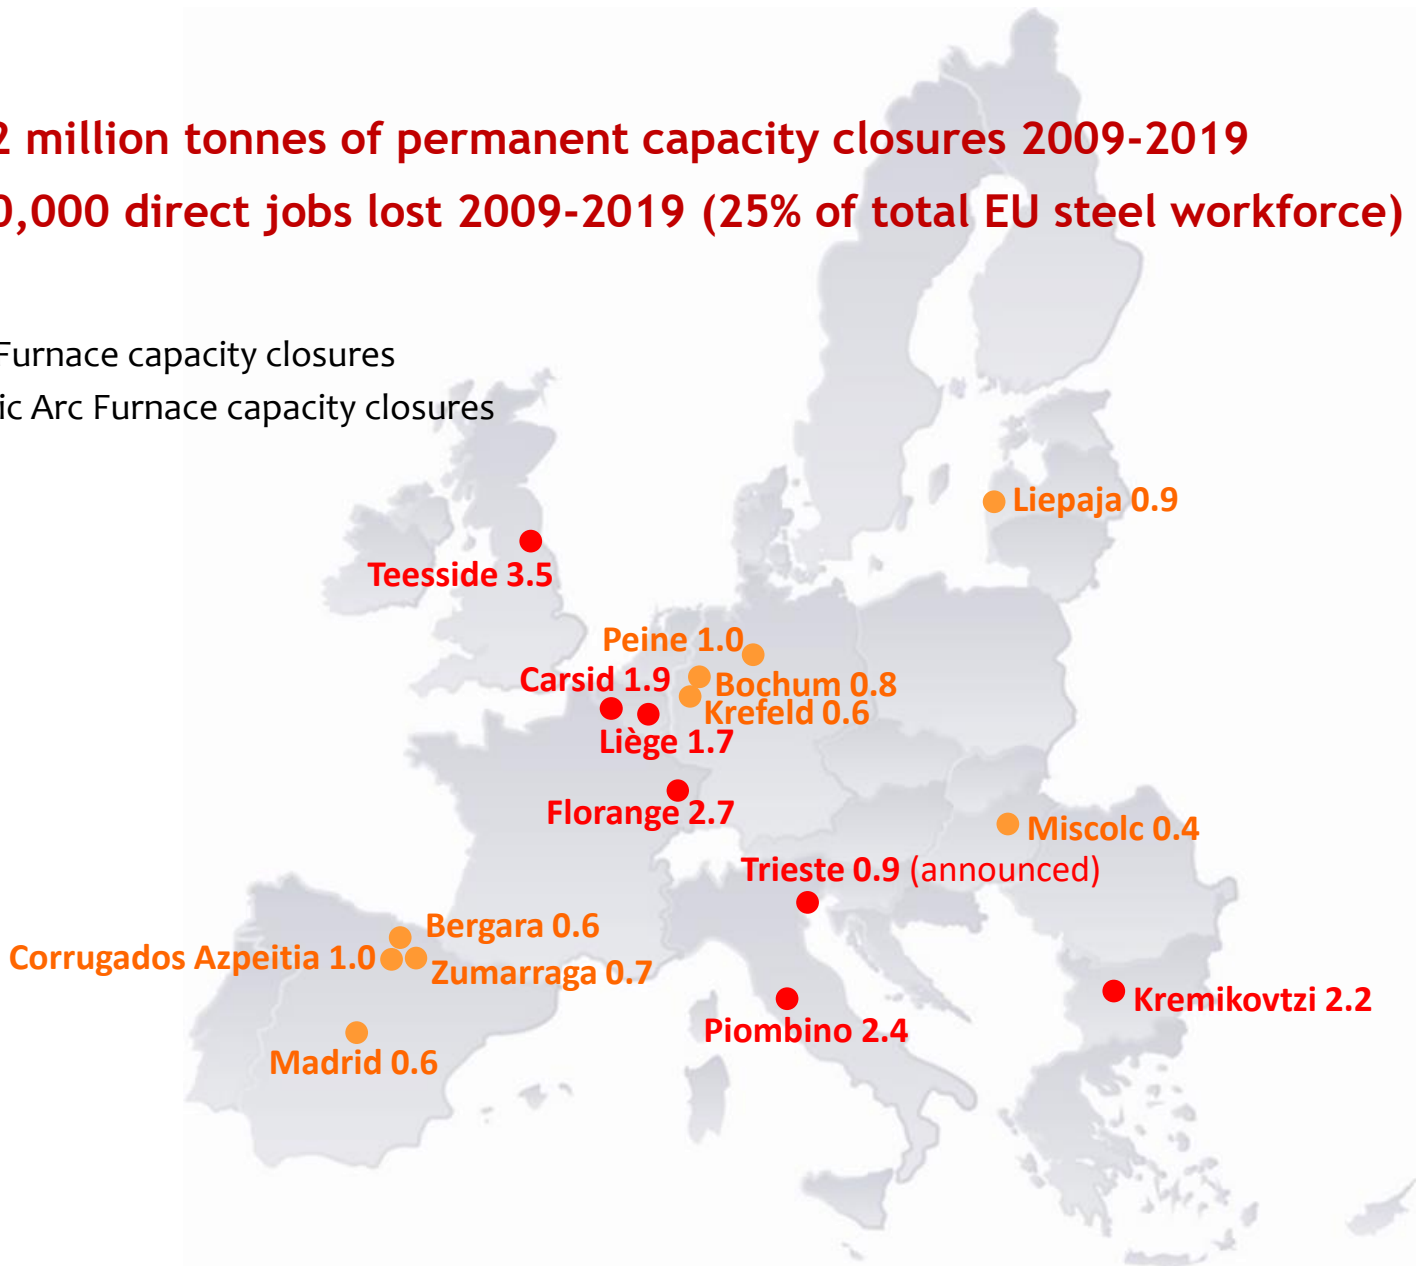 2 million tonnes of permanent capacity closures 2009-2019
0,000 direct jobs lost 2009-2019 (25% of total EU steel workforce)
Furnace capacity closures
ic Arc Furnace capacity closures
Liepaja 0.9
Teesside 3.5
Peine 1.0
Carsid 1.9
Bochum 0.8
Krefeld 0.6
Liège 1.7
Florange 2.7
Miscolc 0.4
Trieste 0.9 (announced)
Bergara 0.6
Corrugados Azpeitia 1.0
Zumarraga 0.7
Kremikovtzi 2.2
Piombino 2.4
Madrid 0.6